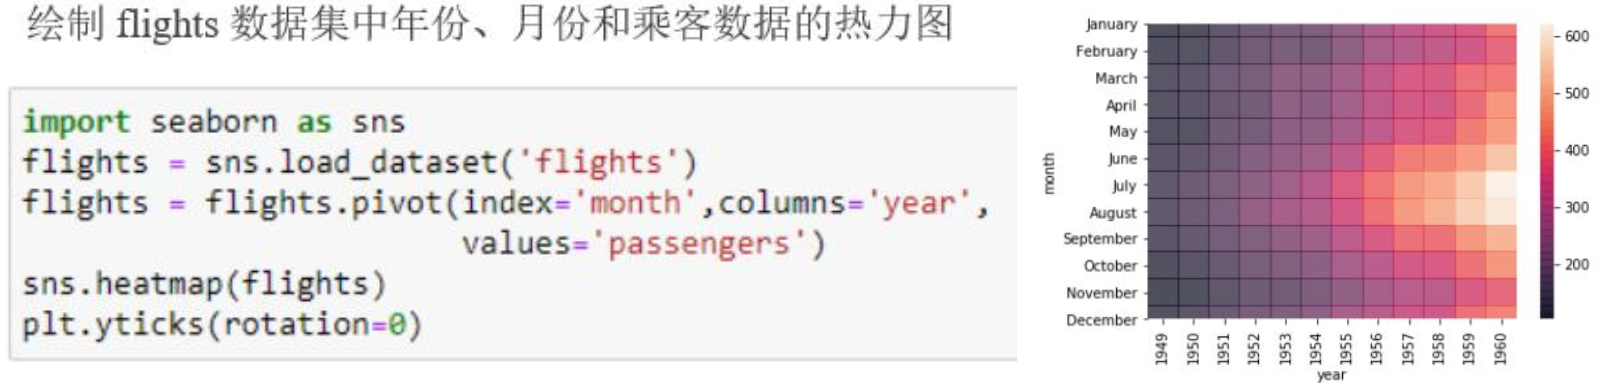 绘制 flights 数据集中年份、月份和乘客数据的热力图
import seaborn as sns
flights = sns.load_dataset('flights')
flights = flights.pivot(index='month',columns='year',
values='passengers')
sns.heatmap(flights)
plt.yticks(rotation=0)
January
February
March
April
May
June
July
August
September
October
November
December
month
1949
1950
1951
1952
1953
1954
1955
1956
1957
1958
1959
1960
year
600
500
400
300
200